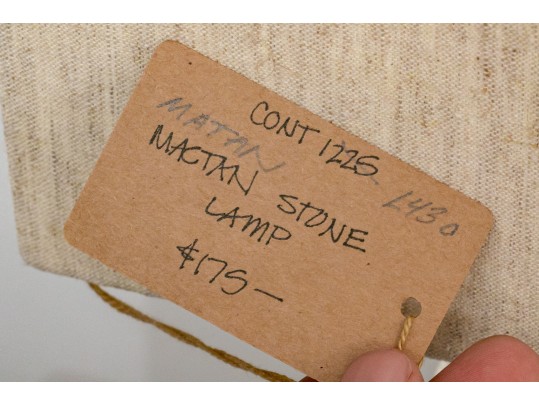 CONT 1225
MATAN L430
MACTAN STONE
LAMP
$175—